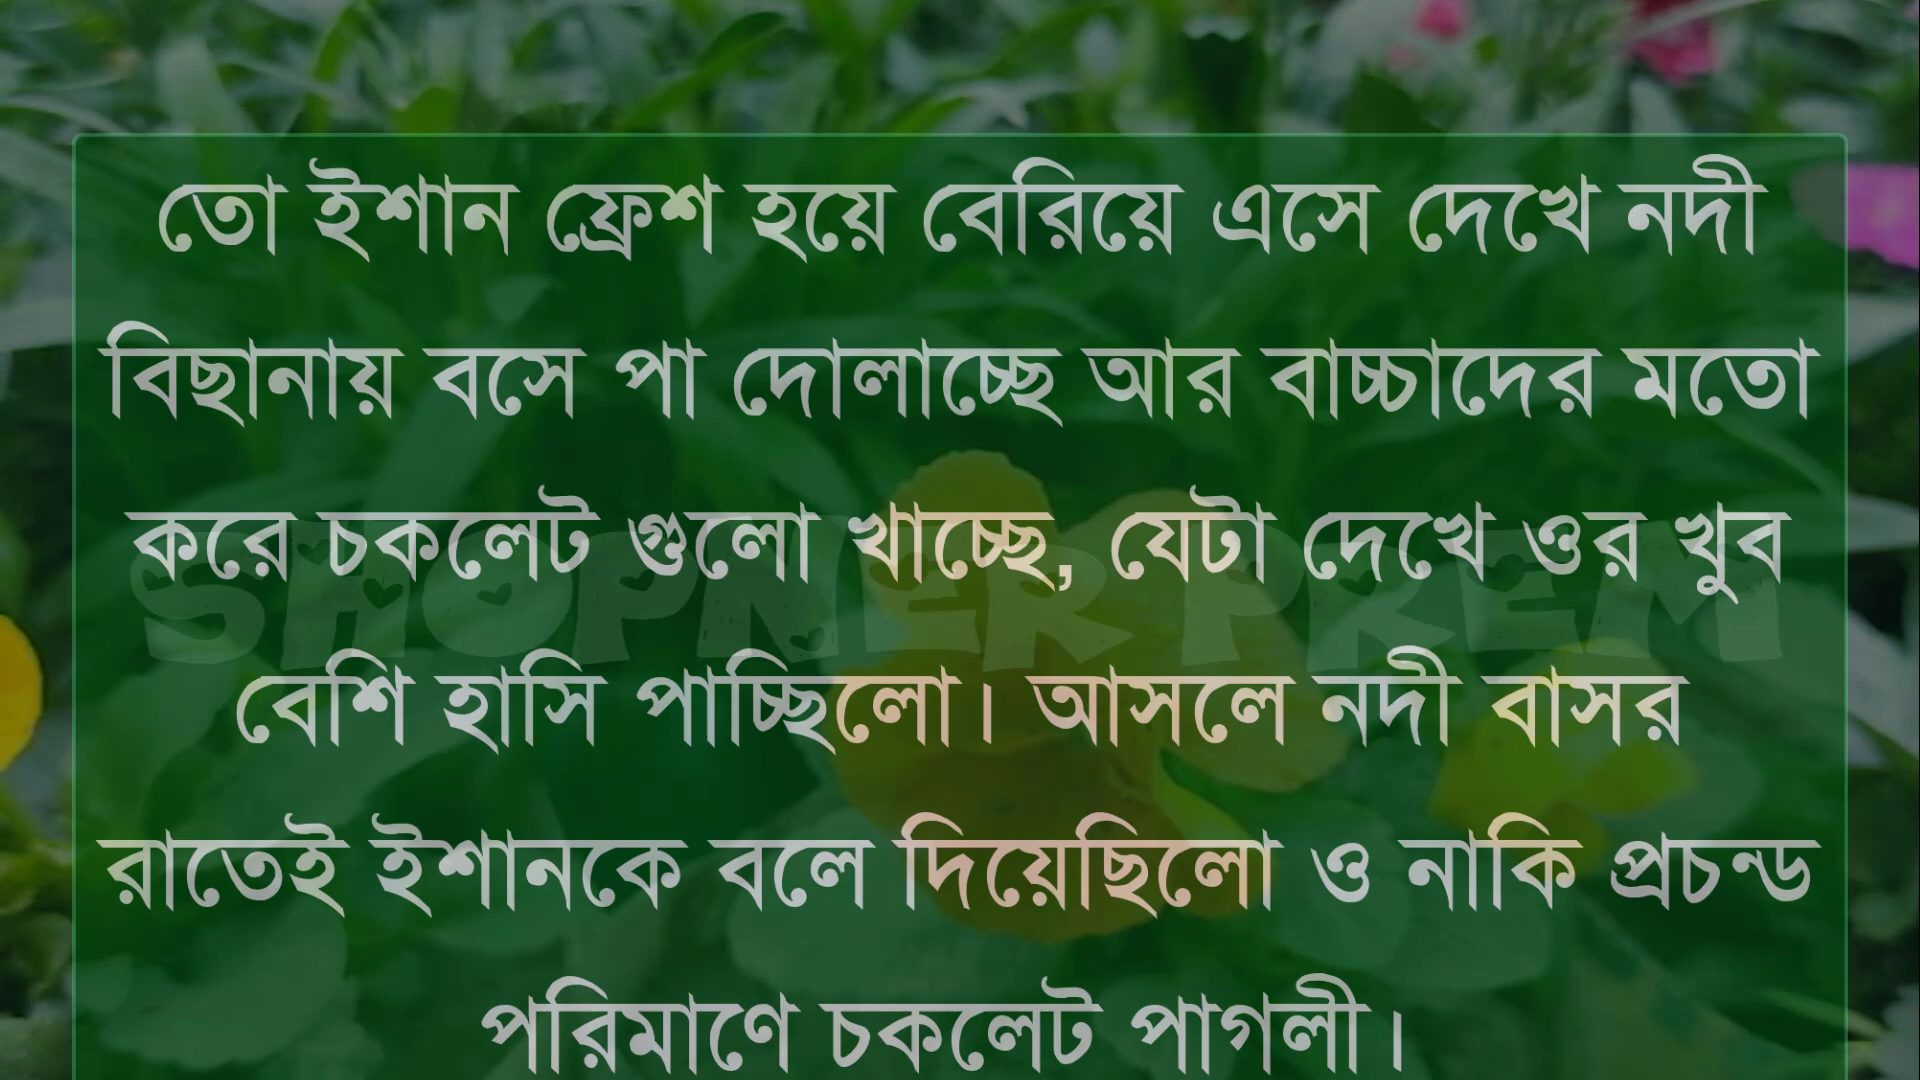 তো ইশান ফ্রেশ হয়ে বেরিয়ে এসে দেখে নদী
বিছানায় বসে পা দোলাচ্ছে আর বাচ্চাদের মতো
করে চকলেট গুলো খাচ্ছে, যেটা দেখে ওর খুব
SHOPNER PREM
বেশি হাসি পাচ্ছিলো। আসলে নদী বাসর
রাতেই ইশানকে বলে দিয়েছিলো ও নাকি প্রচন্ড
পরিমাণে চকলেট পাগলী।